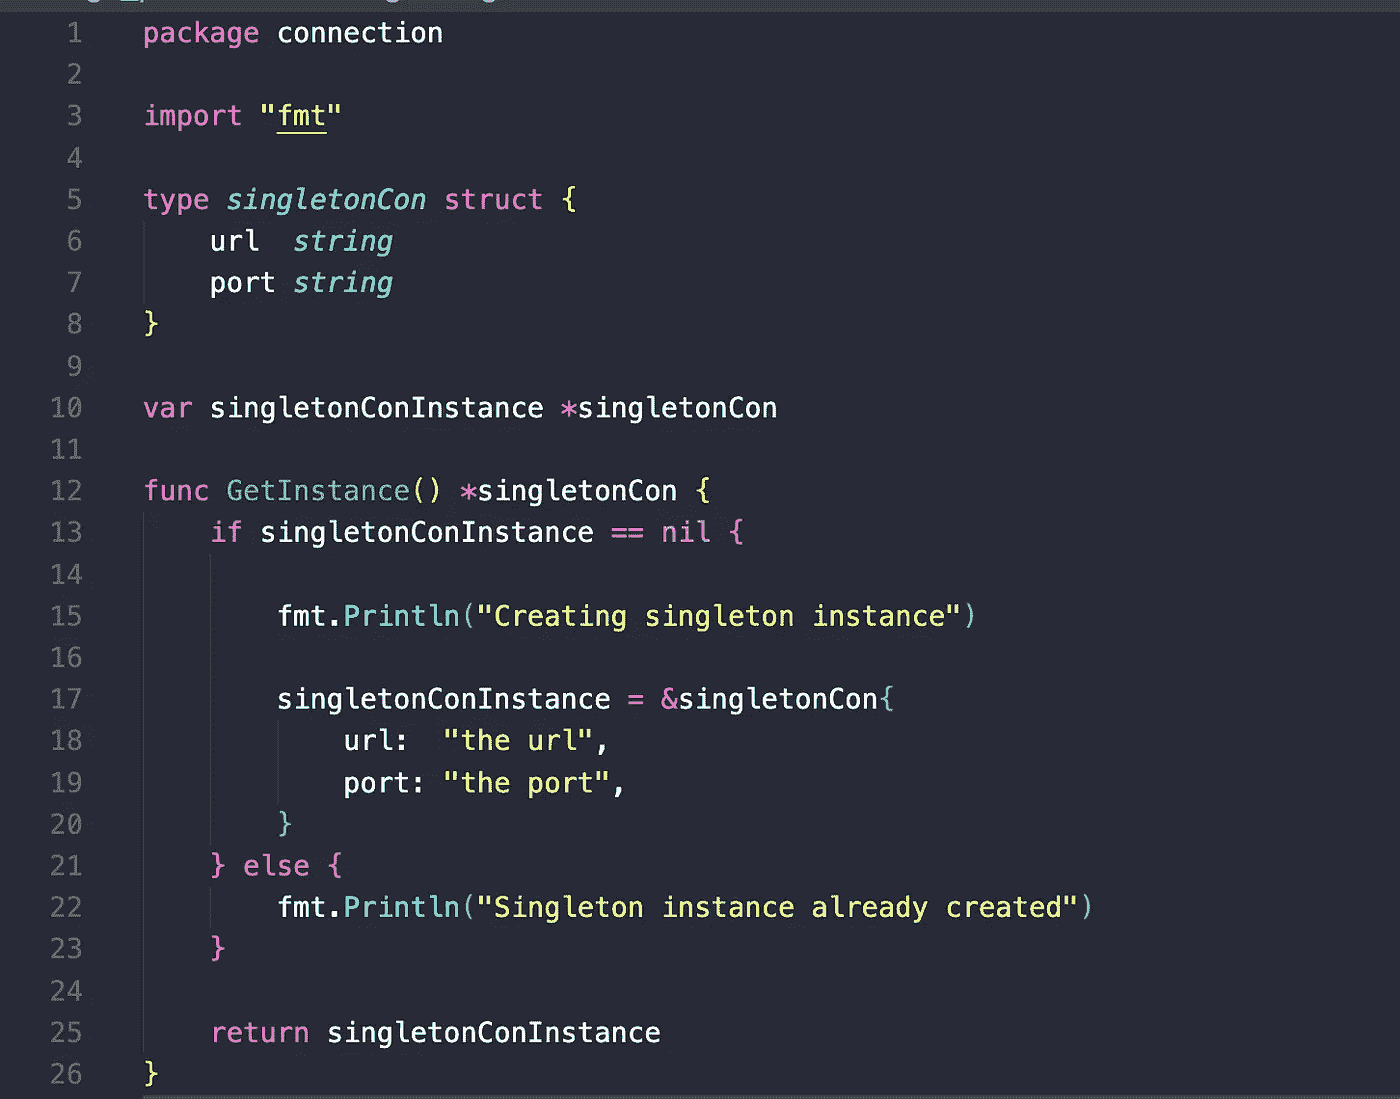 1 package connection
2
3 import "fmt"
4
5 type singletonCon struct {
6     url  string
7     port string
8 }
9
10 var singletonConInstance *singletonCon
11
12 func GetInstance() *singletonCon {
13     if singletonConInstance == nil {
14
15         fmt.Println("Creating singleton instance")
16
17         singletonConInstance = &singletonCon{
18             url:  "the url",
19             port: "the port",
20         }
21     } else {
22         fmt.Println("Singleton instance already created")
23     }
24
25     return singletonConInstance
26 }